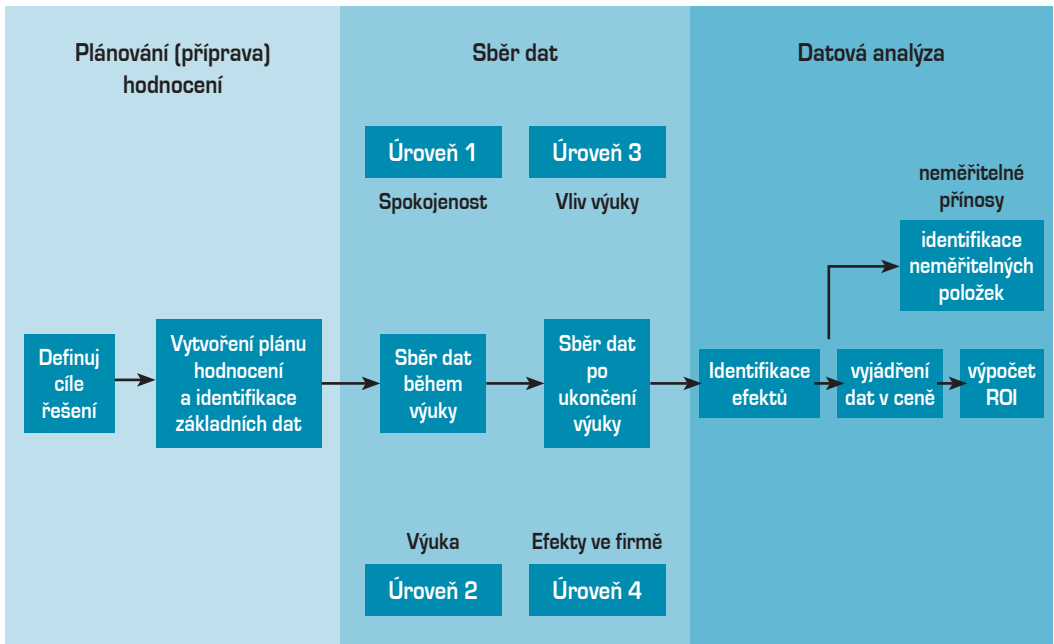 Plánování (příprava)
hodnocení
Sběr dat
Datová analýza
Úroveň 1
Spokojenost
Úroveň 3
Vliv výuky
neměřitelné
přínosy
identifikace
neměřitelných
položek
Definuj
cíle
řešení
Vytvoření plánu
hodnocení
a identifikace
základních dat
Sběr dat
během
výuky
Sběr dat
po
ukončení
výuky
Identifikace
efektů
vyjádření
dat v ceně
výpočet
ROI
Výuka
Úroveň 2
Efekty ve firmě
Úroveň 4